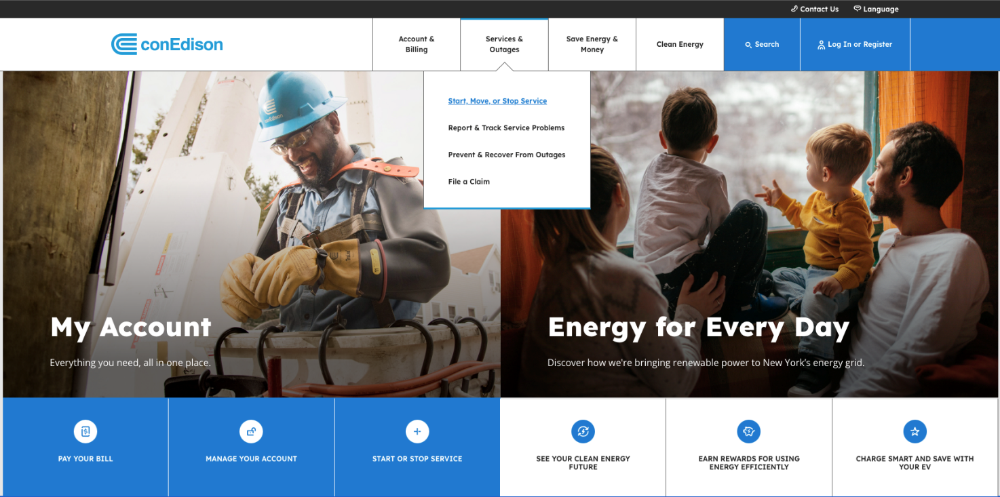 Contact Us
Language
conEdison
Account &
Billing
Services &
Outages
Save Energy &
Money
Clean Energy
Search
Log In or Register
Start, Move, or Stop Service
Report & Track Service Problems
Prevent & Recover From Outages
File a Claim
conEdison
My Account
Everything you need, all in one place.
Energy for Every Day
Discover how we're bringing renewable power to New York's energy grid.
PAY YOUR BILL
MANAGE YOUR ACCOUNT
START OR STOP SERVICE
SEE YOUR CLEAN ENERGY
FUTURE
EARN REWARDS FOR USING
ENERGY EFFICIENTLY
CHARGE SMART AND SAVE WITH
YOUR EV